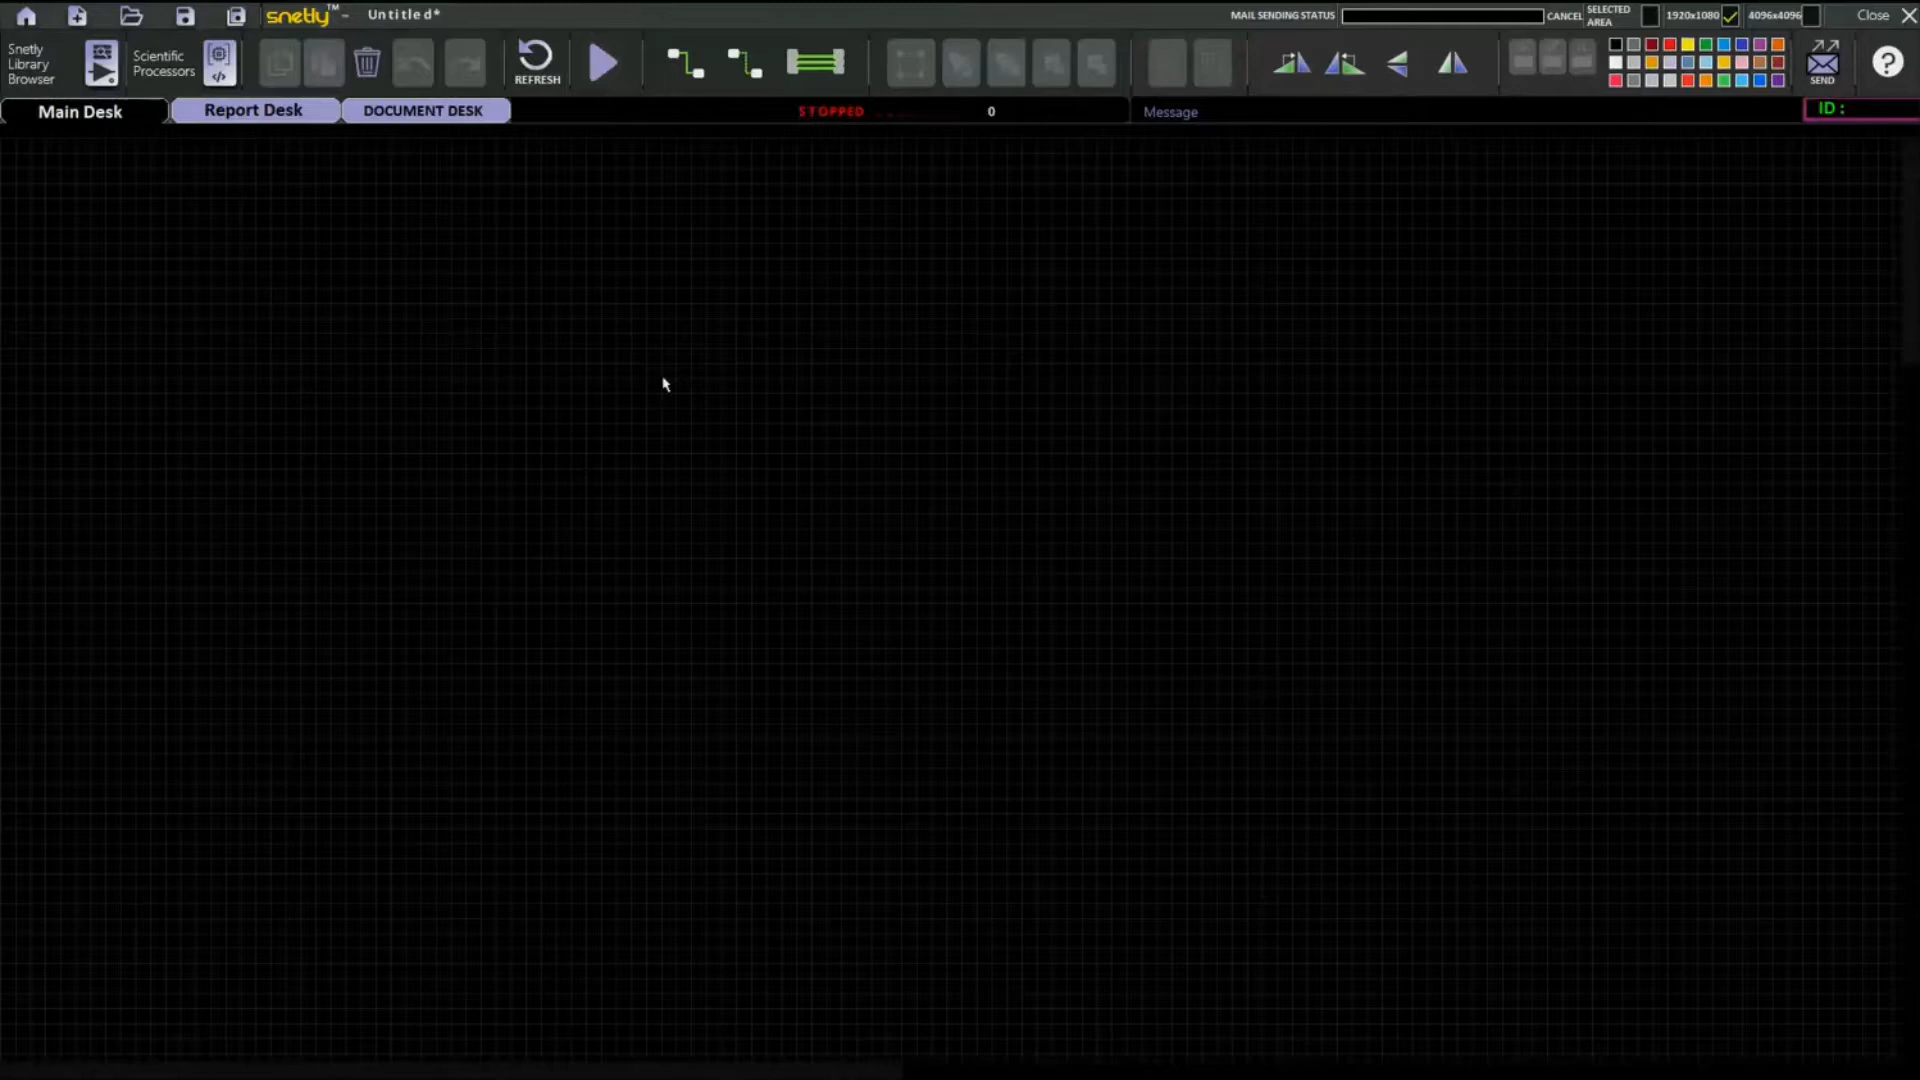 snetly™ - Untitled*
MAIL SENDING STATUS
CANCEL
SELECTED
AREA
1920x1080
4096x4096
Close
Snetly
Library
Browser
Scientific
Processors
REFRESH
SEND
Main Desk
Report Desk
DOCUMENT DESK
STOPPED
0
Message
ID :